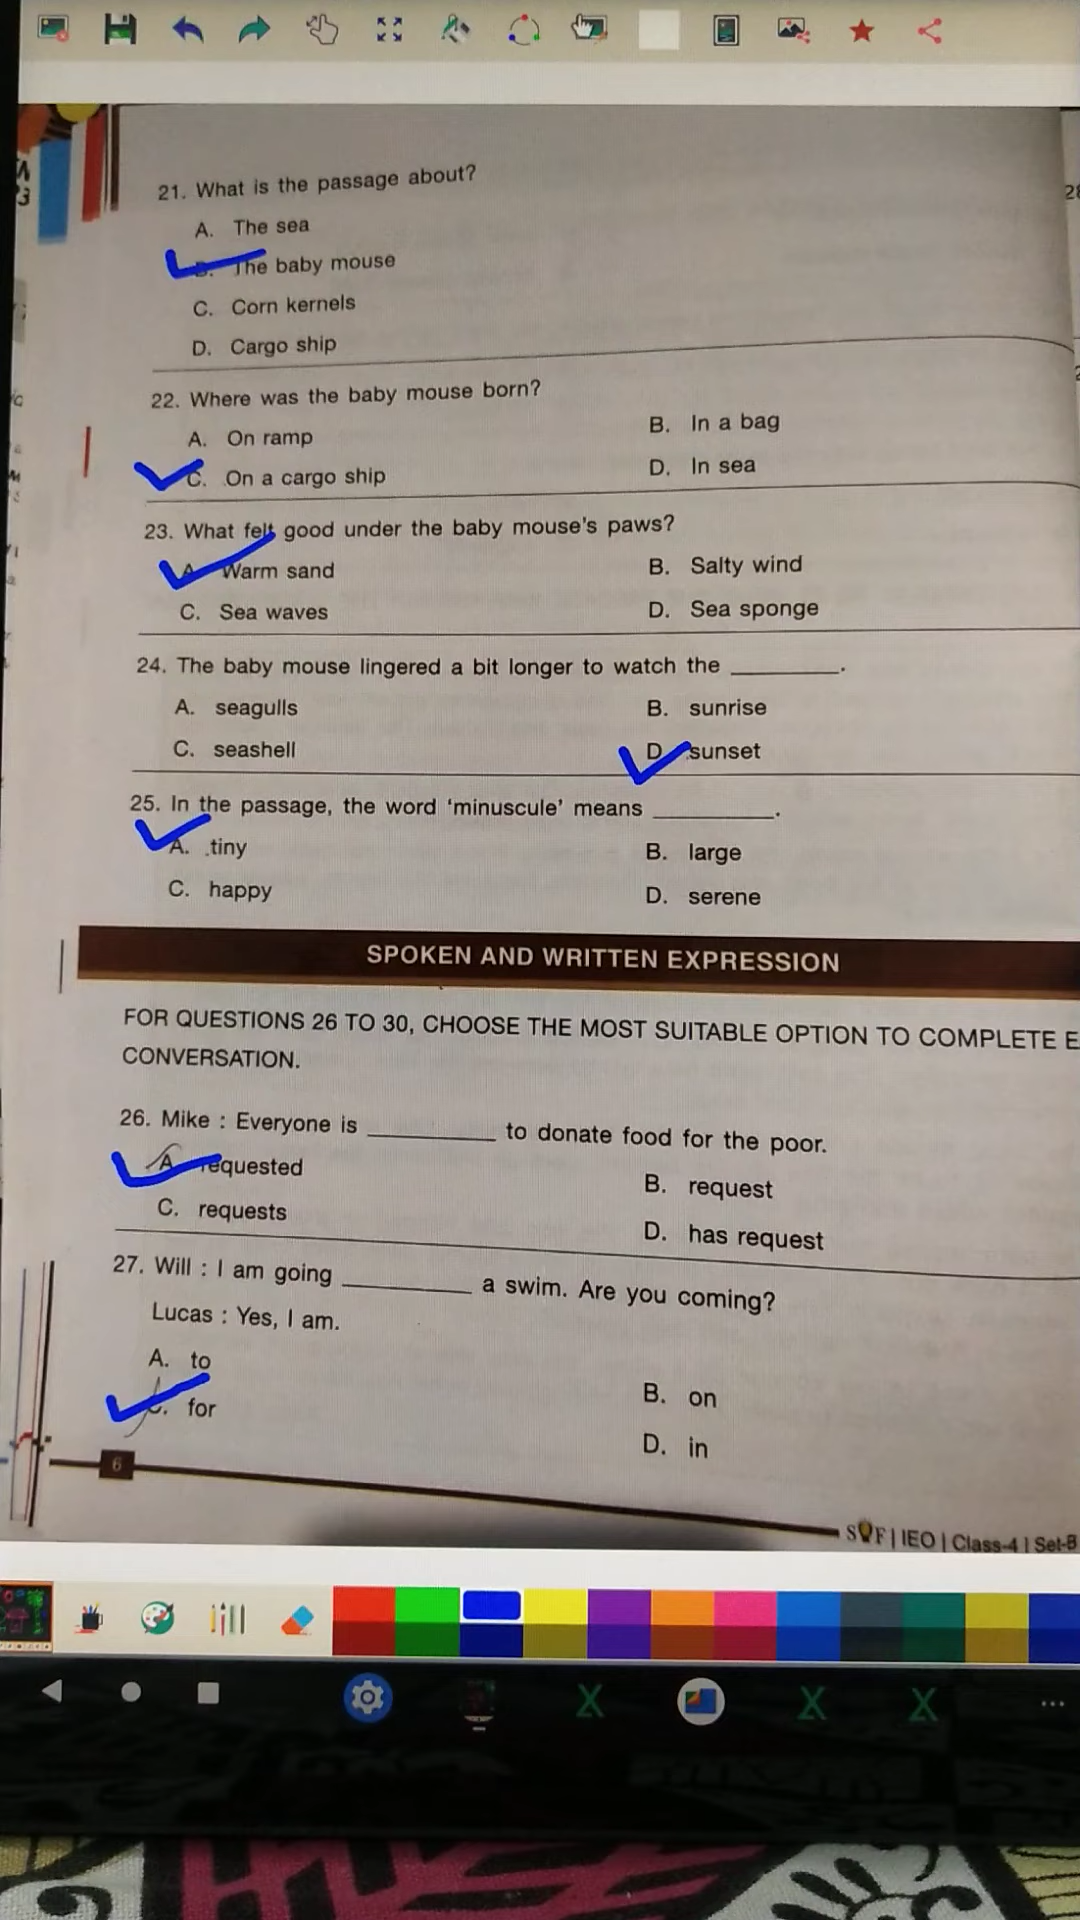 21. What is the passage about?
A. The sea
B. The baby mouse
C. Corn kernels
D. Cargo ship
22. Where was the baby mouse born?
A. On ramp
B. In a bag
C. On a cargo ship
D. In sea
23. What felt good under the baby mouse's paws?
A. Warm sand
B. Salty wind
C. Sea waves
D. Sea sponge
24. The baby mouse lingered a bit longer to watch the __________.
A. seagulls
B. sunrise
C. seashell
D. sunset
25. In the passage, the word ‘minuscule’ means __________.
A. tiny
B. large
C. happy
D. serene
SPOKEN AND WRITTEN EXPRESSION
FOR QUESTIONS 26 TO 30, CHOOSE THE MOST SUITABLE OPTION TO COMPLETE E
CONVERSATION.
26. Mike : Everyone is __________ to donate food for the poor.
A. requested
B. request
C. requests
D. has request
27. Will : I am going __________ a swim. Are you coming?
Lucas : Yes, I am.
A. to
B. on
C. for
D. in
6
SOF | IEO | Class-4 | Set-B